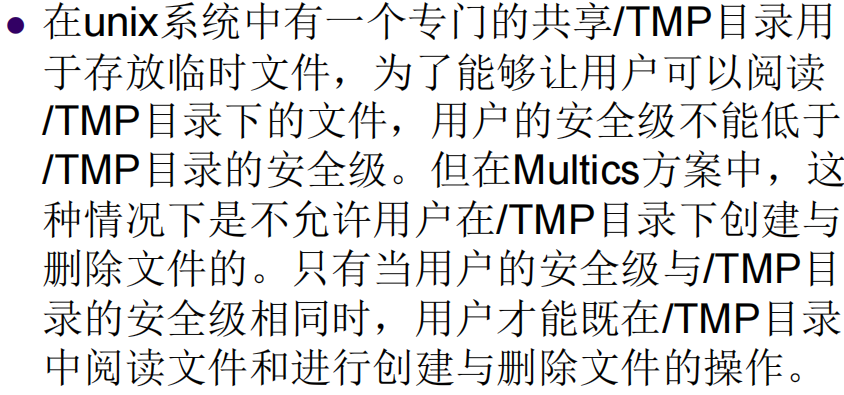 ● 在unix系统中有一个专门的共享/TMP目录用
于存放临时文件，为了能够让用户可以阅读
/TMP目录下的文件，用户的安全级不能低于
/TMP目录的安全级。但在Multics方案中，这
种情况下是不允许用户在/TMP目录下创建与
删除文件的。只有当用户的安全级与/TMP目
录的安全级相同时，用户才能既在/TMP目录
中阅读文件和进行创建与删除文件的操作。